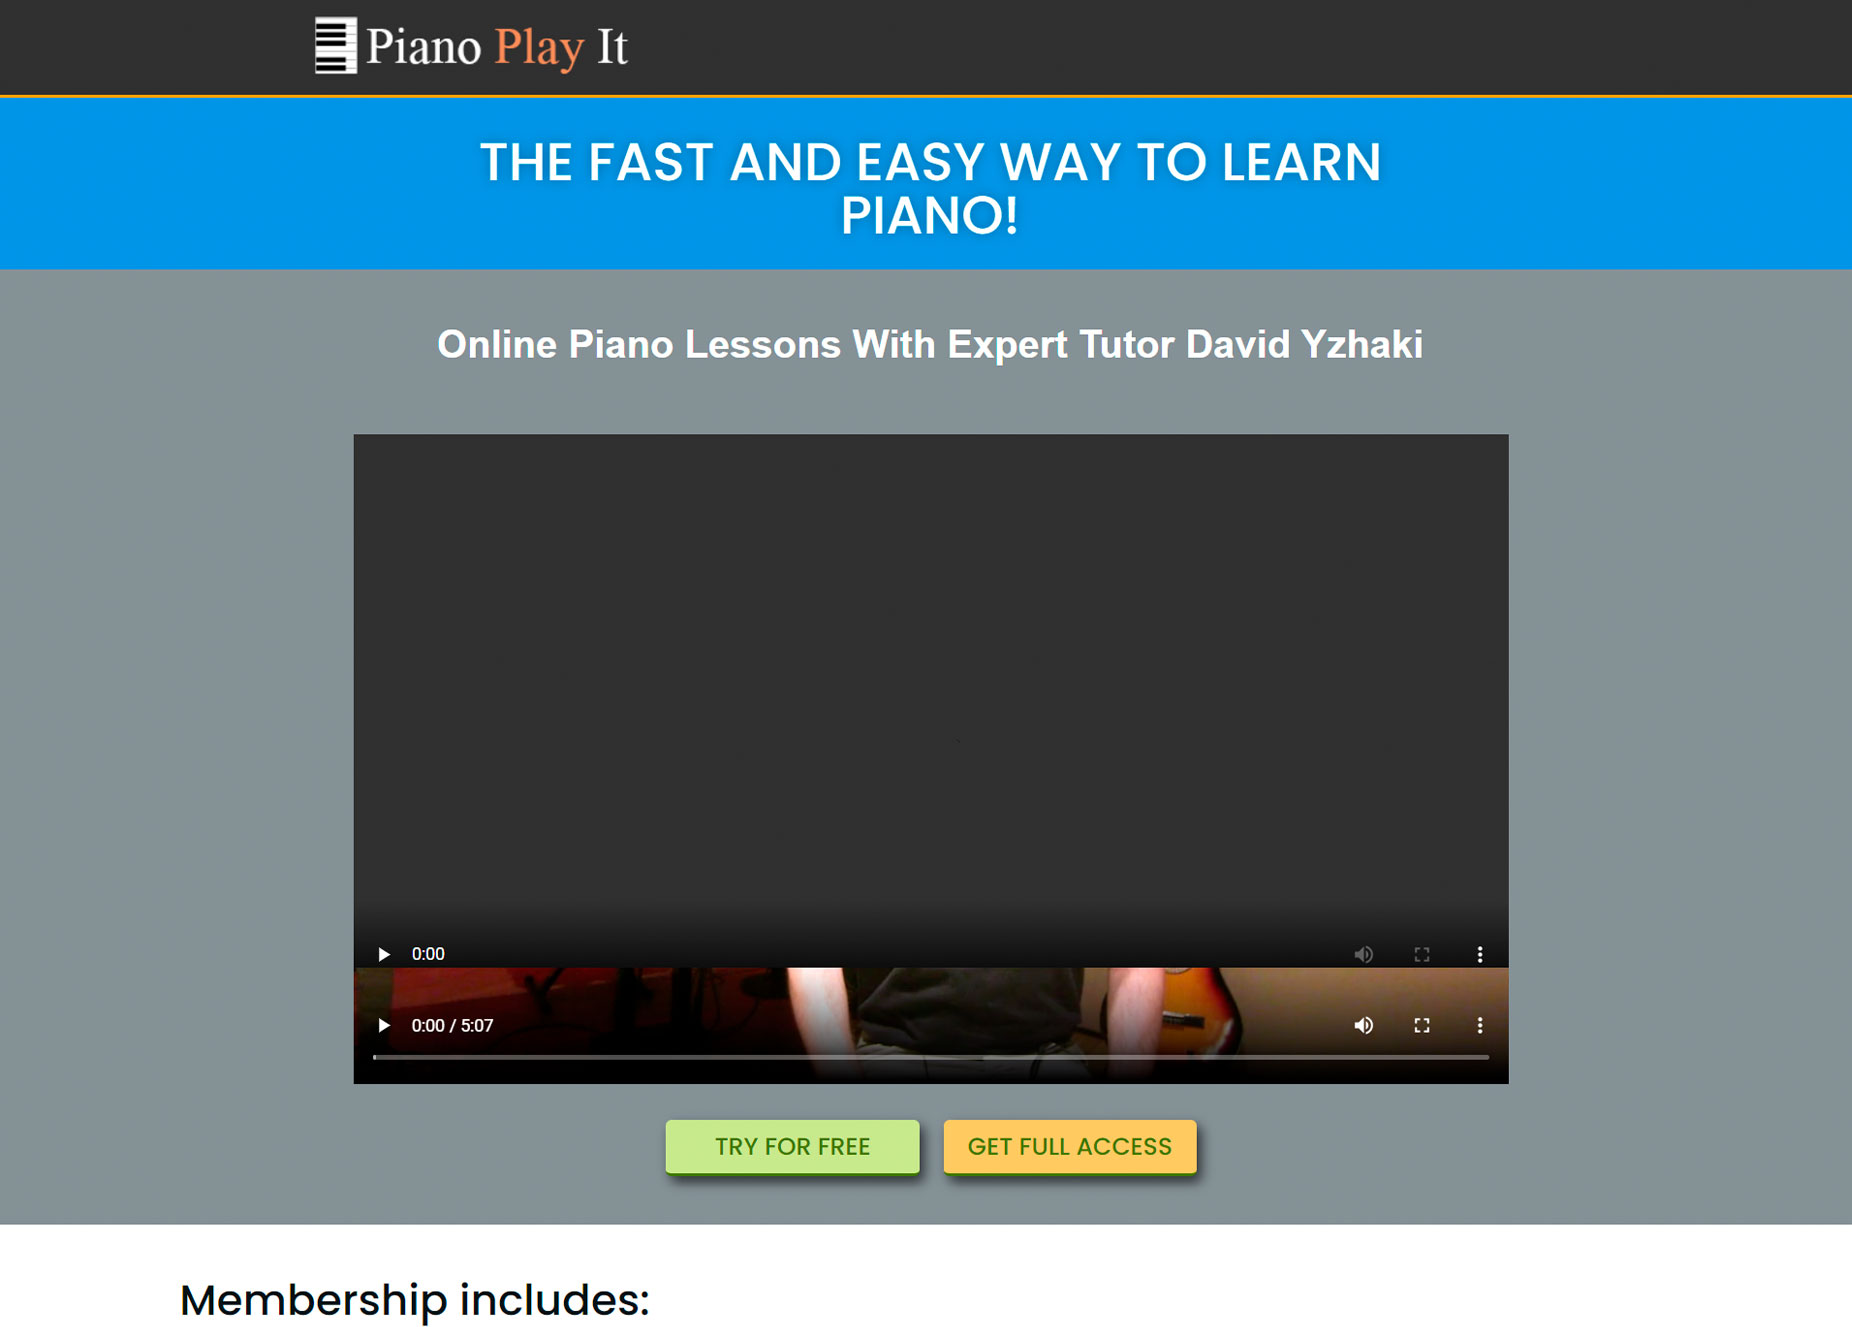 Piano Play It
THE FAST AND EASY WAY TO LEARN
PIANO!
Online Piano Lessons With Expert Tutor David Yzhaki
0:00
0:00 / 5:07
TRY FOR FREE
GET FULL ACCESS
Membership includes: